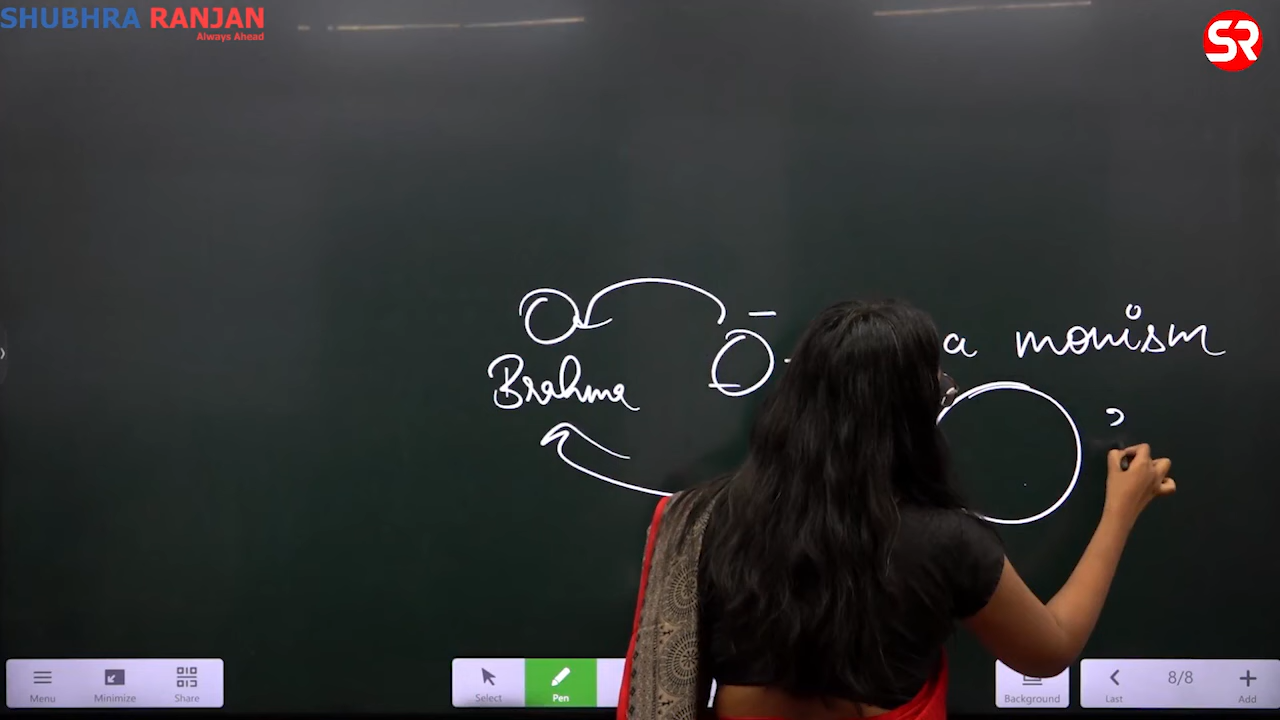 SHUBHRA RANJAN
Always Ahead
SR
a monism
Brahma
Menu
Minimize
Share
Select
Pen
Background
Last
8/8
Add